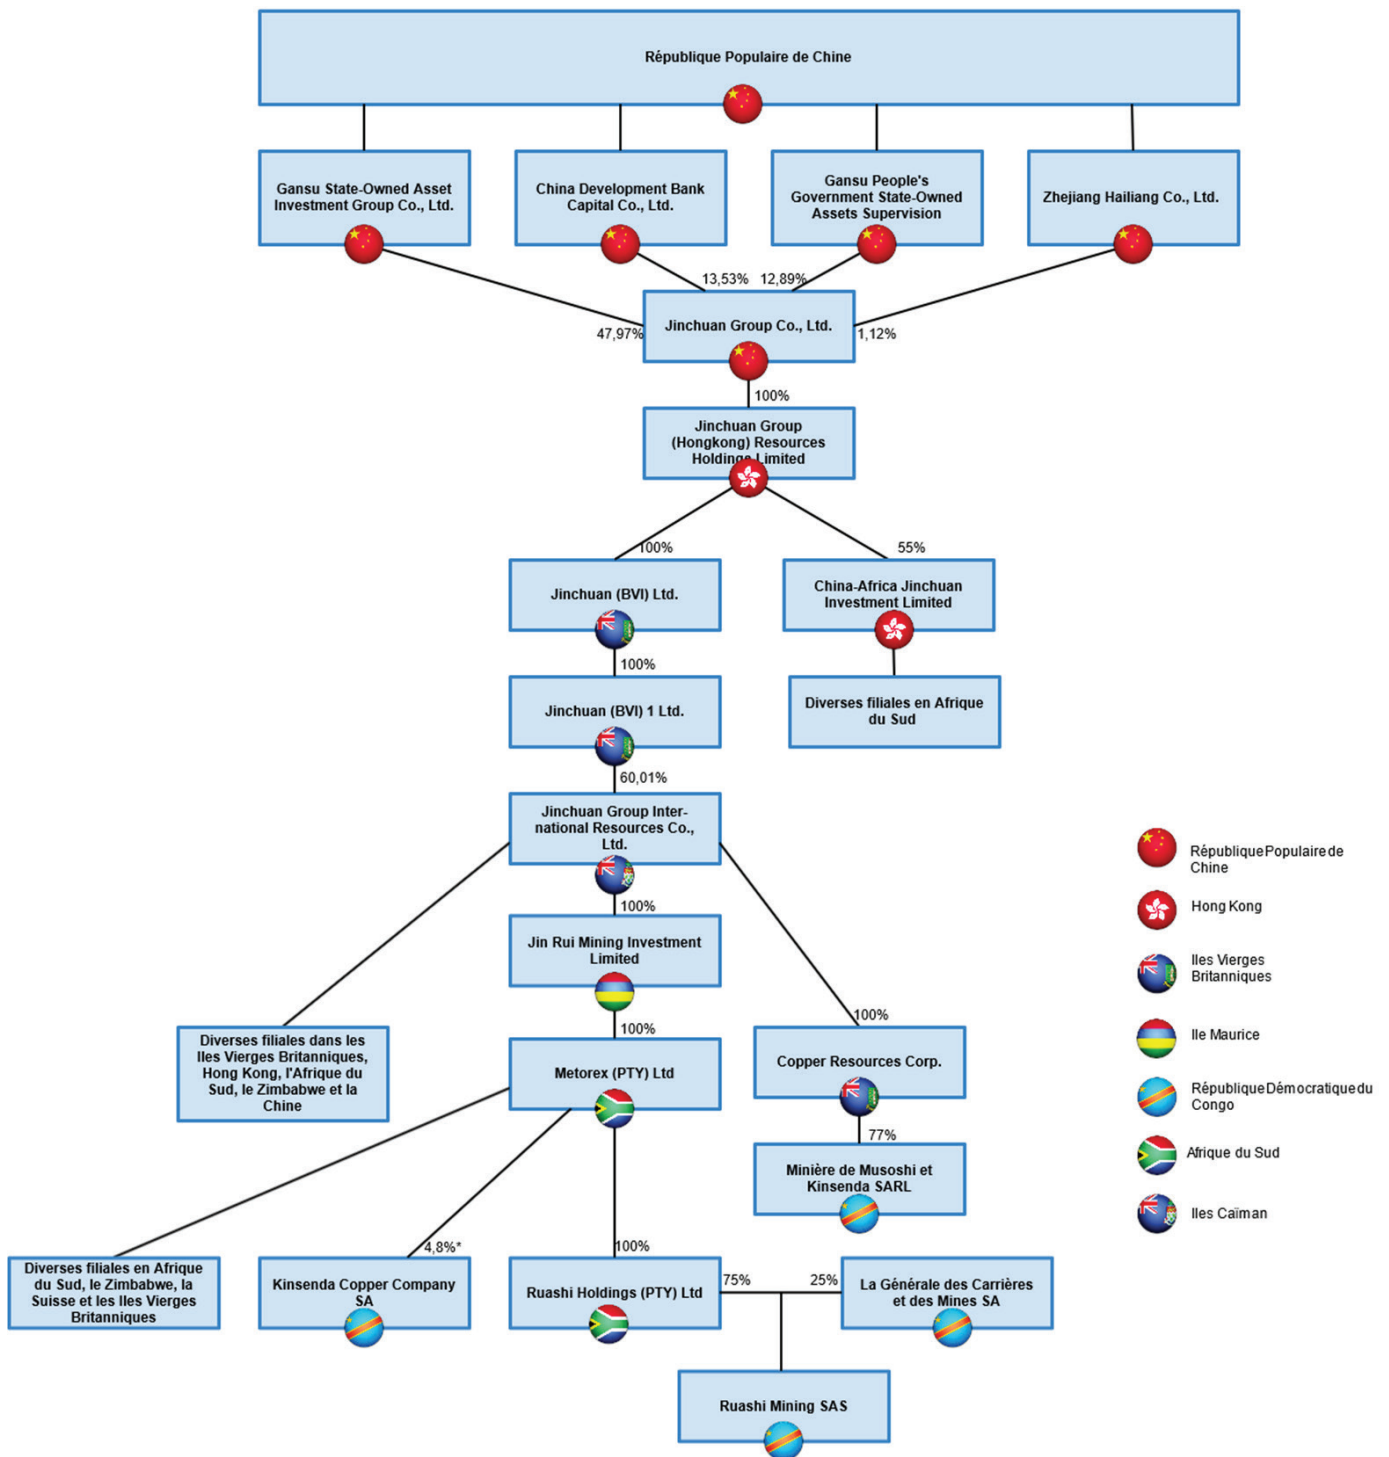 République Populaire de Chine
Gansu State-Owned Asset
Investment Group Co., Ltd.
China Development Bank
Capital Co., Ltd.
Gansu People's
Government State-Owned
Assets Supervision
Zhejiang Hailiang Co., Ltd.
13,53%
12,89%
47,97%
Jinchuan Group Co., Ltd.
1,12%
100%
Jinchuan Group
(Hongkong) Resources
Holdings Limited
100%
55%
Jinchuan (BVI) Ltd.
China-Africa Jinchuan
Investment Limited
100%
Jinchuan (BVI) 1 Ltd.
Diverses filiales en Afrique
du Sud
60,01%
Jinchuan Group Inter-
national Resources Co.,
Ltd.
100%
Jin Rui Mining Investment
Limited
100%
100%
Diverses filiales dans les
Iles Vierges Britanniques,
Hong Kong, l'Afrique du
Sud, le Zimbabwe et la
Chine
Metorex (PTY) Ltd
Copper Resources Corp.
77%
Minière de Musoshi et
Kinsenda SARL
4,8%*
100%
Diverses filiales en Afrique
du Sud, le Zimbabwe, la
Suisse et les Iles Vierges
Britanniques
Kinsenda Copper Company
SA
Ruashi Holdings (PTY) Ltd
75%
25%
La Générale des Carrières
et des Mines SA
Ruashi Mining SAS
République Populaire de
Chine
Hong Kong
Iles Vierges
Britanniques
Ile Maurice
République Démocratique du
Congo
Afrique du Sud
Iles Caïman